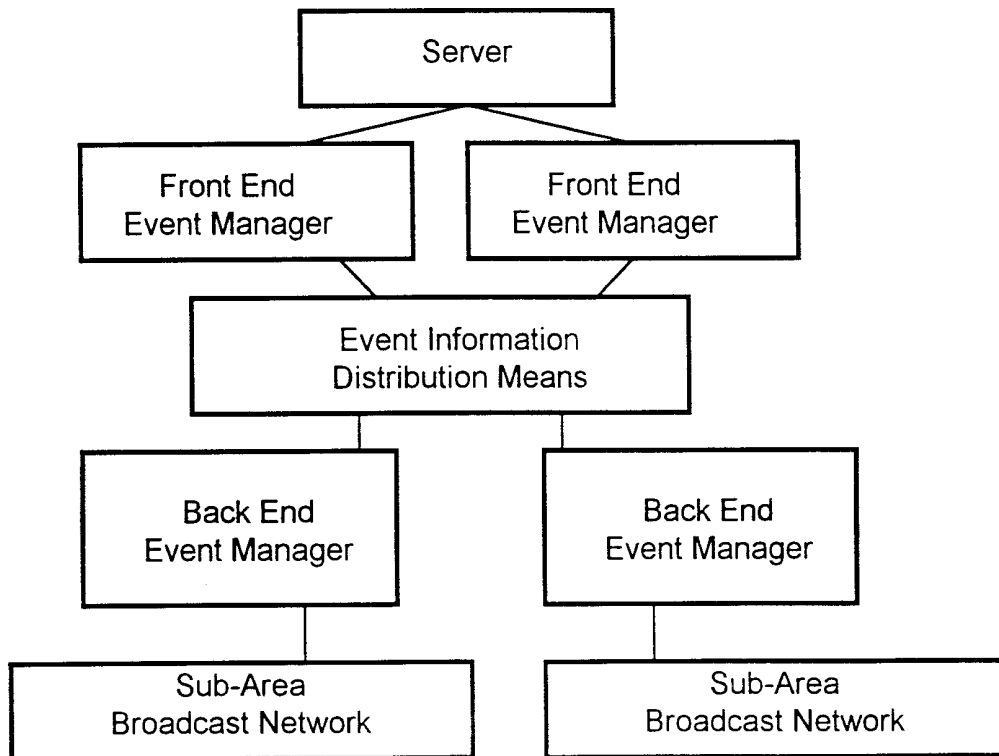 Server
Front End
Event Manager
Front End
Event Manager
Event Information
Distribution Means
Back End
Event Manager
Back End
Event Manager
Sub-Area
Broadcast Network
Sub-Area
Broadcast Network